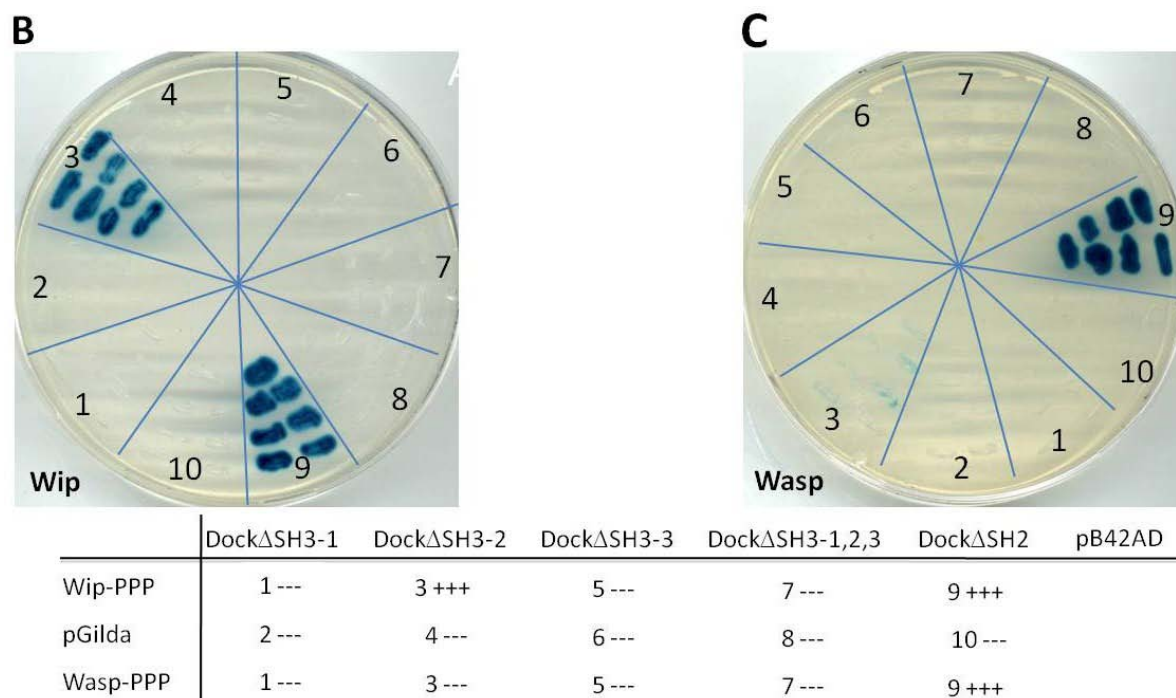 B
C
4
5
3
6
2
7
1
8
10
9
Wip
7
6
8
5
9
4
10
3
1
2
Wasp
DockΔSH3-1 DockΔSH3-2 DockΔSH3-3 DockΔSH3-1,2,3 DockΔSH2 pB42AD
Wip-PPP 1 --- 3 +++ 5 --- 7 --- 9 +++
pGilda 2 --- 4 --- 6 --- 8 --- 10 ---
Wasp-PPP 1 --- 3 --- 5 --- 7 --- 9 +++